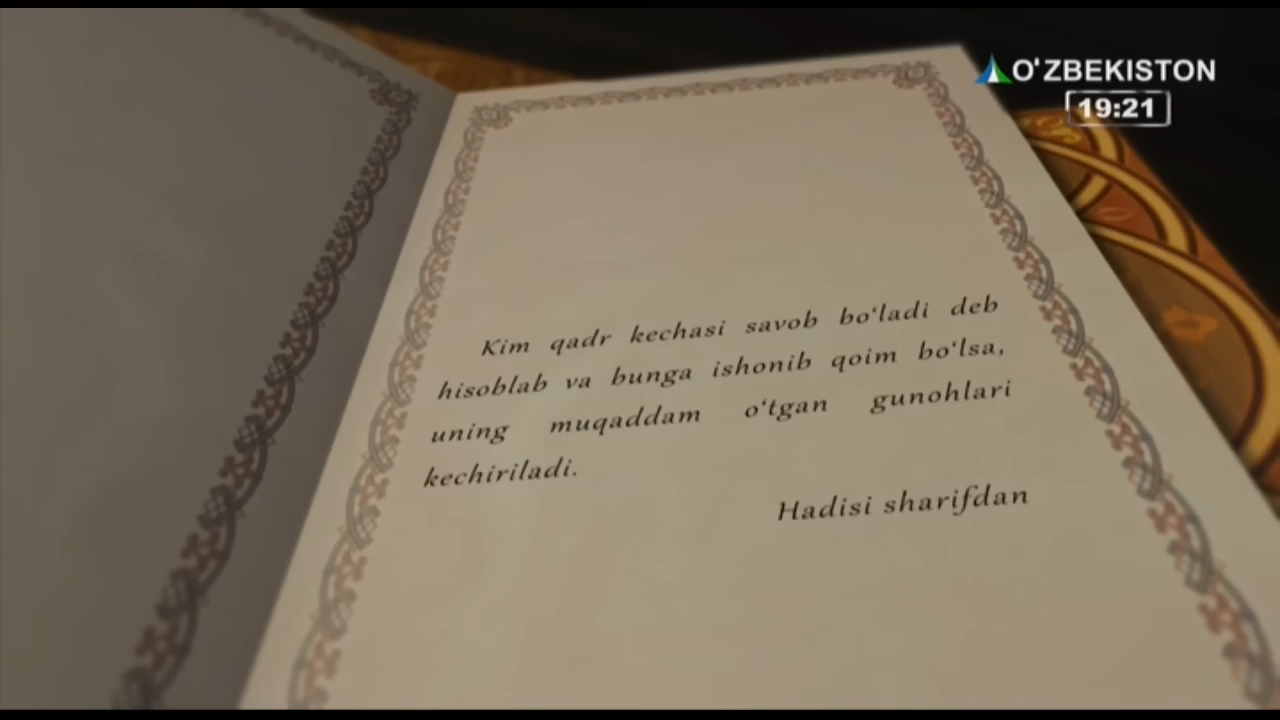 O'ZBEKISTON
19:21
Kim qadr kechasi savob bo‘ladi deb
hisoblab va bunga ishonib qoim bo‘lsa,
uning muqaddam o‘tgan gunohlari
kechiriladi.
Hadisi sharifdan